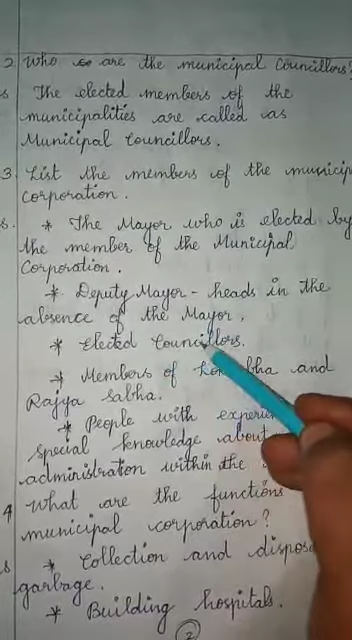 2. Who are the municipal Councillors?
s The elected members of the
municipalities are called as
Municipal Councillors.
3. List the members of the municip
corporation.
s. * The Mayor who is elected by
the member of the Municipal
Corporation.
* Deputy Mayor - heads in the
absence of the Mayor.
* Elected Councillors.
* Members of bha and
Rajya sabha.
* People with experie
special knowledge about
administration within the
4 What are the functions
municipal corporation?
s * Collection and dispos
garbage.
* Building hospitals.
2